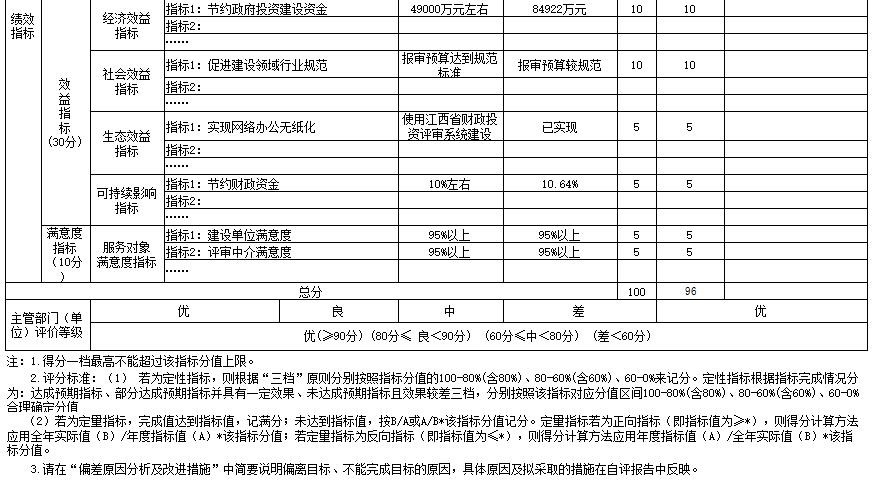 绩效
指标
效益指标
(30分)
经济效益
指标
指标1：节约政府投资建设资金 49000万元左右 84922万元 10 10
指标2：
……
社会效益
指标
指标1：促进建设领域行业规范 报审预算达到规范标准 报审预算较规范 10 10
指标2：
……
生态效益
指标
指标1：实现网络办公无纸化 使用江西省财政投资评审系统建设 已实现 5 5
指标2：
……
可持续影响
指标
指标1：节约财政资金 10%左右 10.64% 5 5
指标2：
……
满意度
指标
（10分
）
服务对象
满意度指标
指标1：建设单位满意度 95%以上 95%以上 5 5
指标2：评审中介满意度 95%以上 95%以上 5 5
……
总分 100 96
主管部门（单
位）评价等级
优 良 中 差 优
优(≥90分) (80分≤ 良<90分) (60分≤中<80分) (差<60分)
注：1.得分一档最高不能超过该指标分值上限。
2.评分标准：（1） 若为定性指标，则根据“三档”原则分别按照指标分值的100-80%(含80%)、80-60%(含60%)、60-0%来记分。定性指标根据指标完成情况分
为：达成预期指标、部分达成预期指标并具有一定效果、未达成预期指标且效果较差三档，分别按照该指标对应分值区间100-80%(含80%)、80-60%(含60%)、60-0%
合理确定分值
（2）若为定量指标，完成值达到指标值，记满分；未达到指标值，按B/A或A/B*该指标分值记分。定量指标若为正向指标（即指标值为≥*），则得分计算方法
应用全年实际值（B）/年度指标值（A）*该指标分值；若定量指标为反向指标（即指标值为≤*），则得分计算方法应用年度指标值（A）/全年实际值（B）*该指
标分值。
3.请在“偏差原因分析及改进措施”中简要说明偏离目标、不能完成目标的原因，具体原因及拟采取的措施在自评报告中反映。